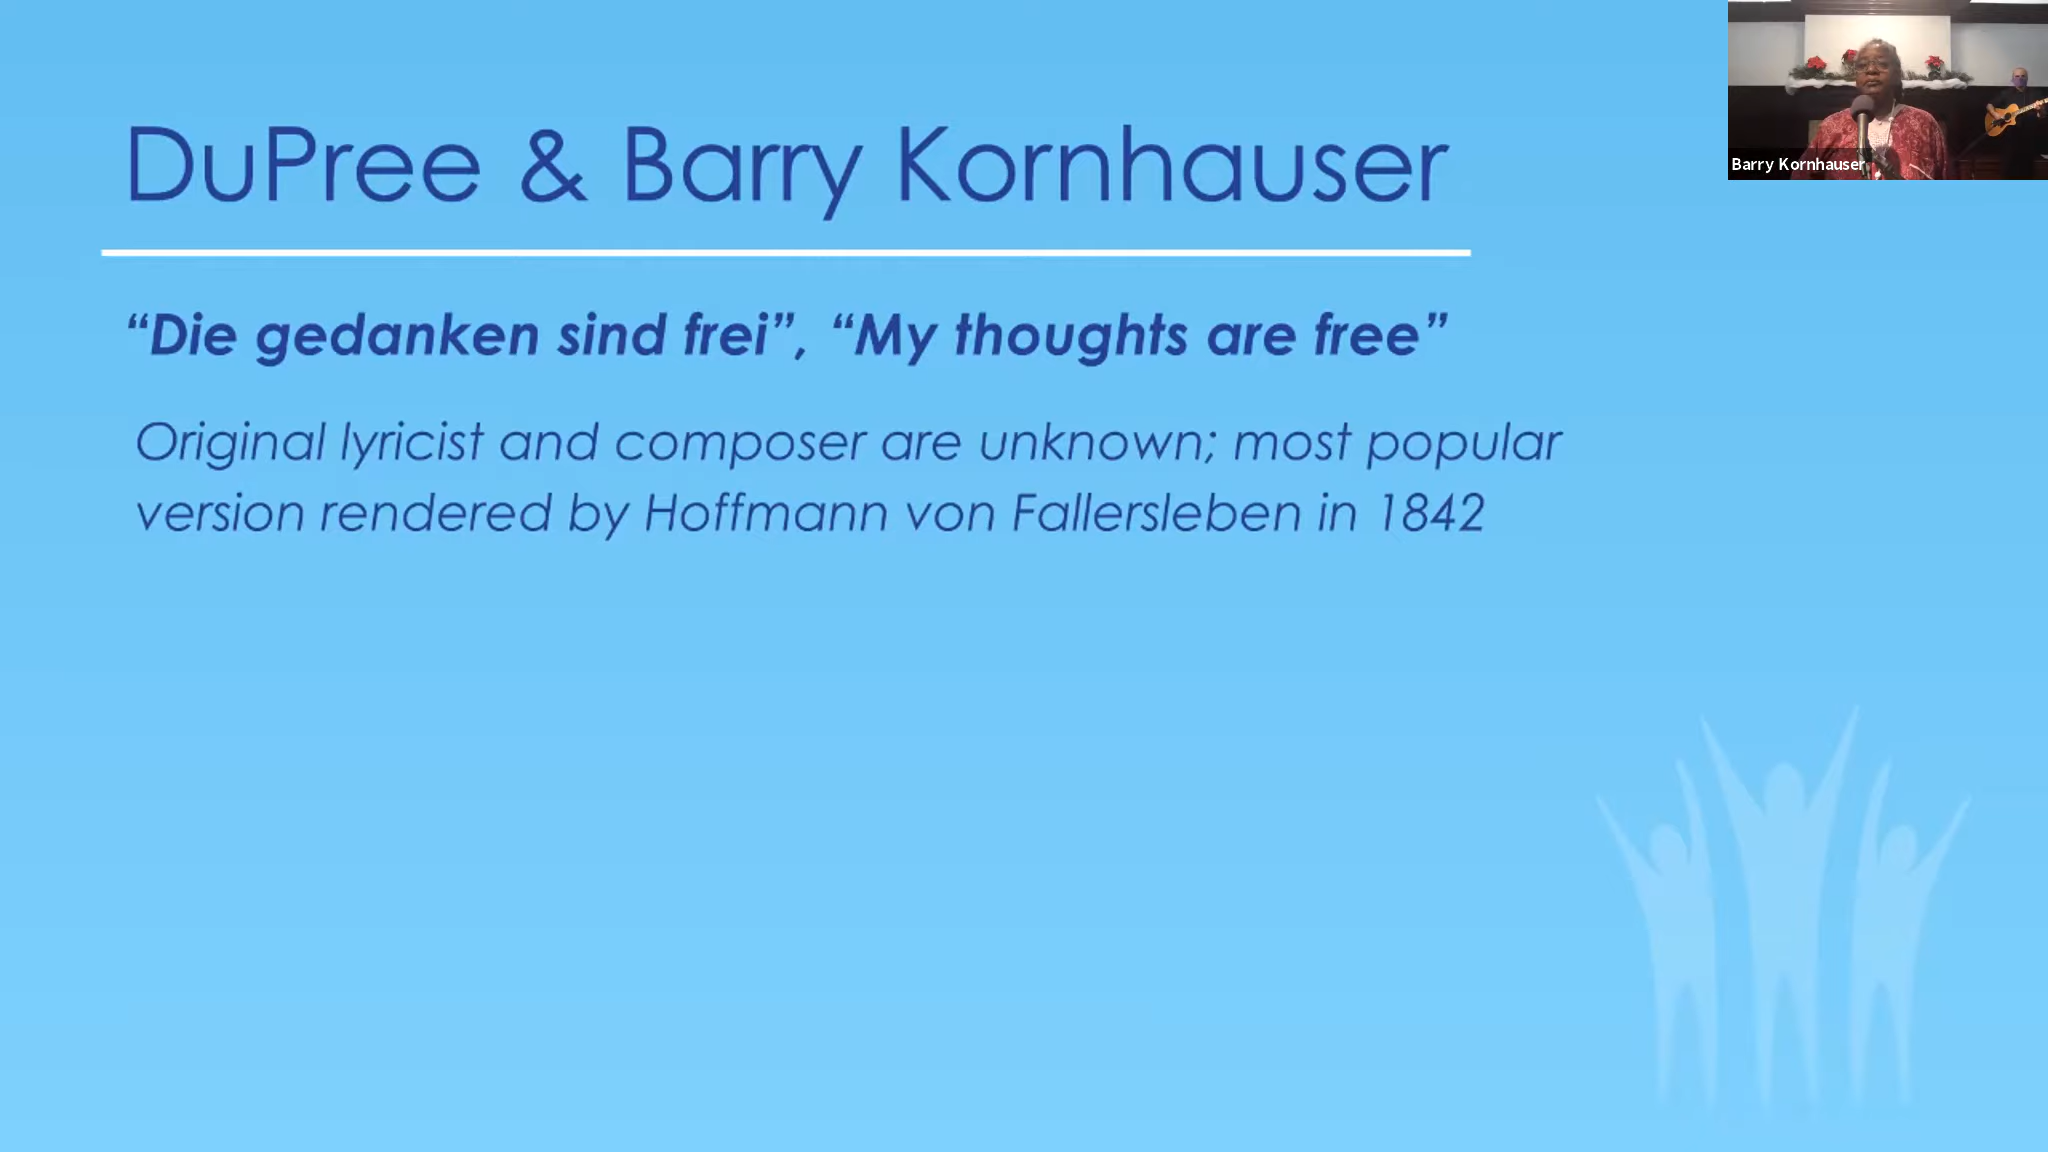 DuPree & Barry Kornhauser
“Die gedanken sind frei”, “My thoughts are free”
Original lyricist and composer are unknown; most popular
version rendered by Hoffmann von Fallersleben in 1842
Barry Kornhauser